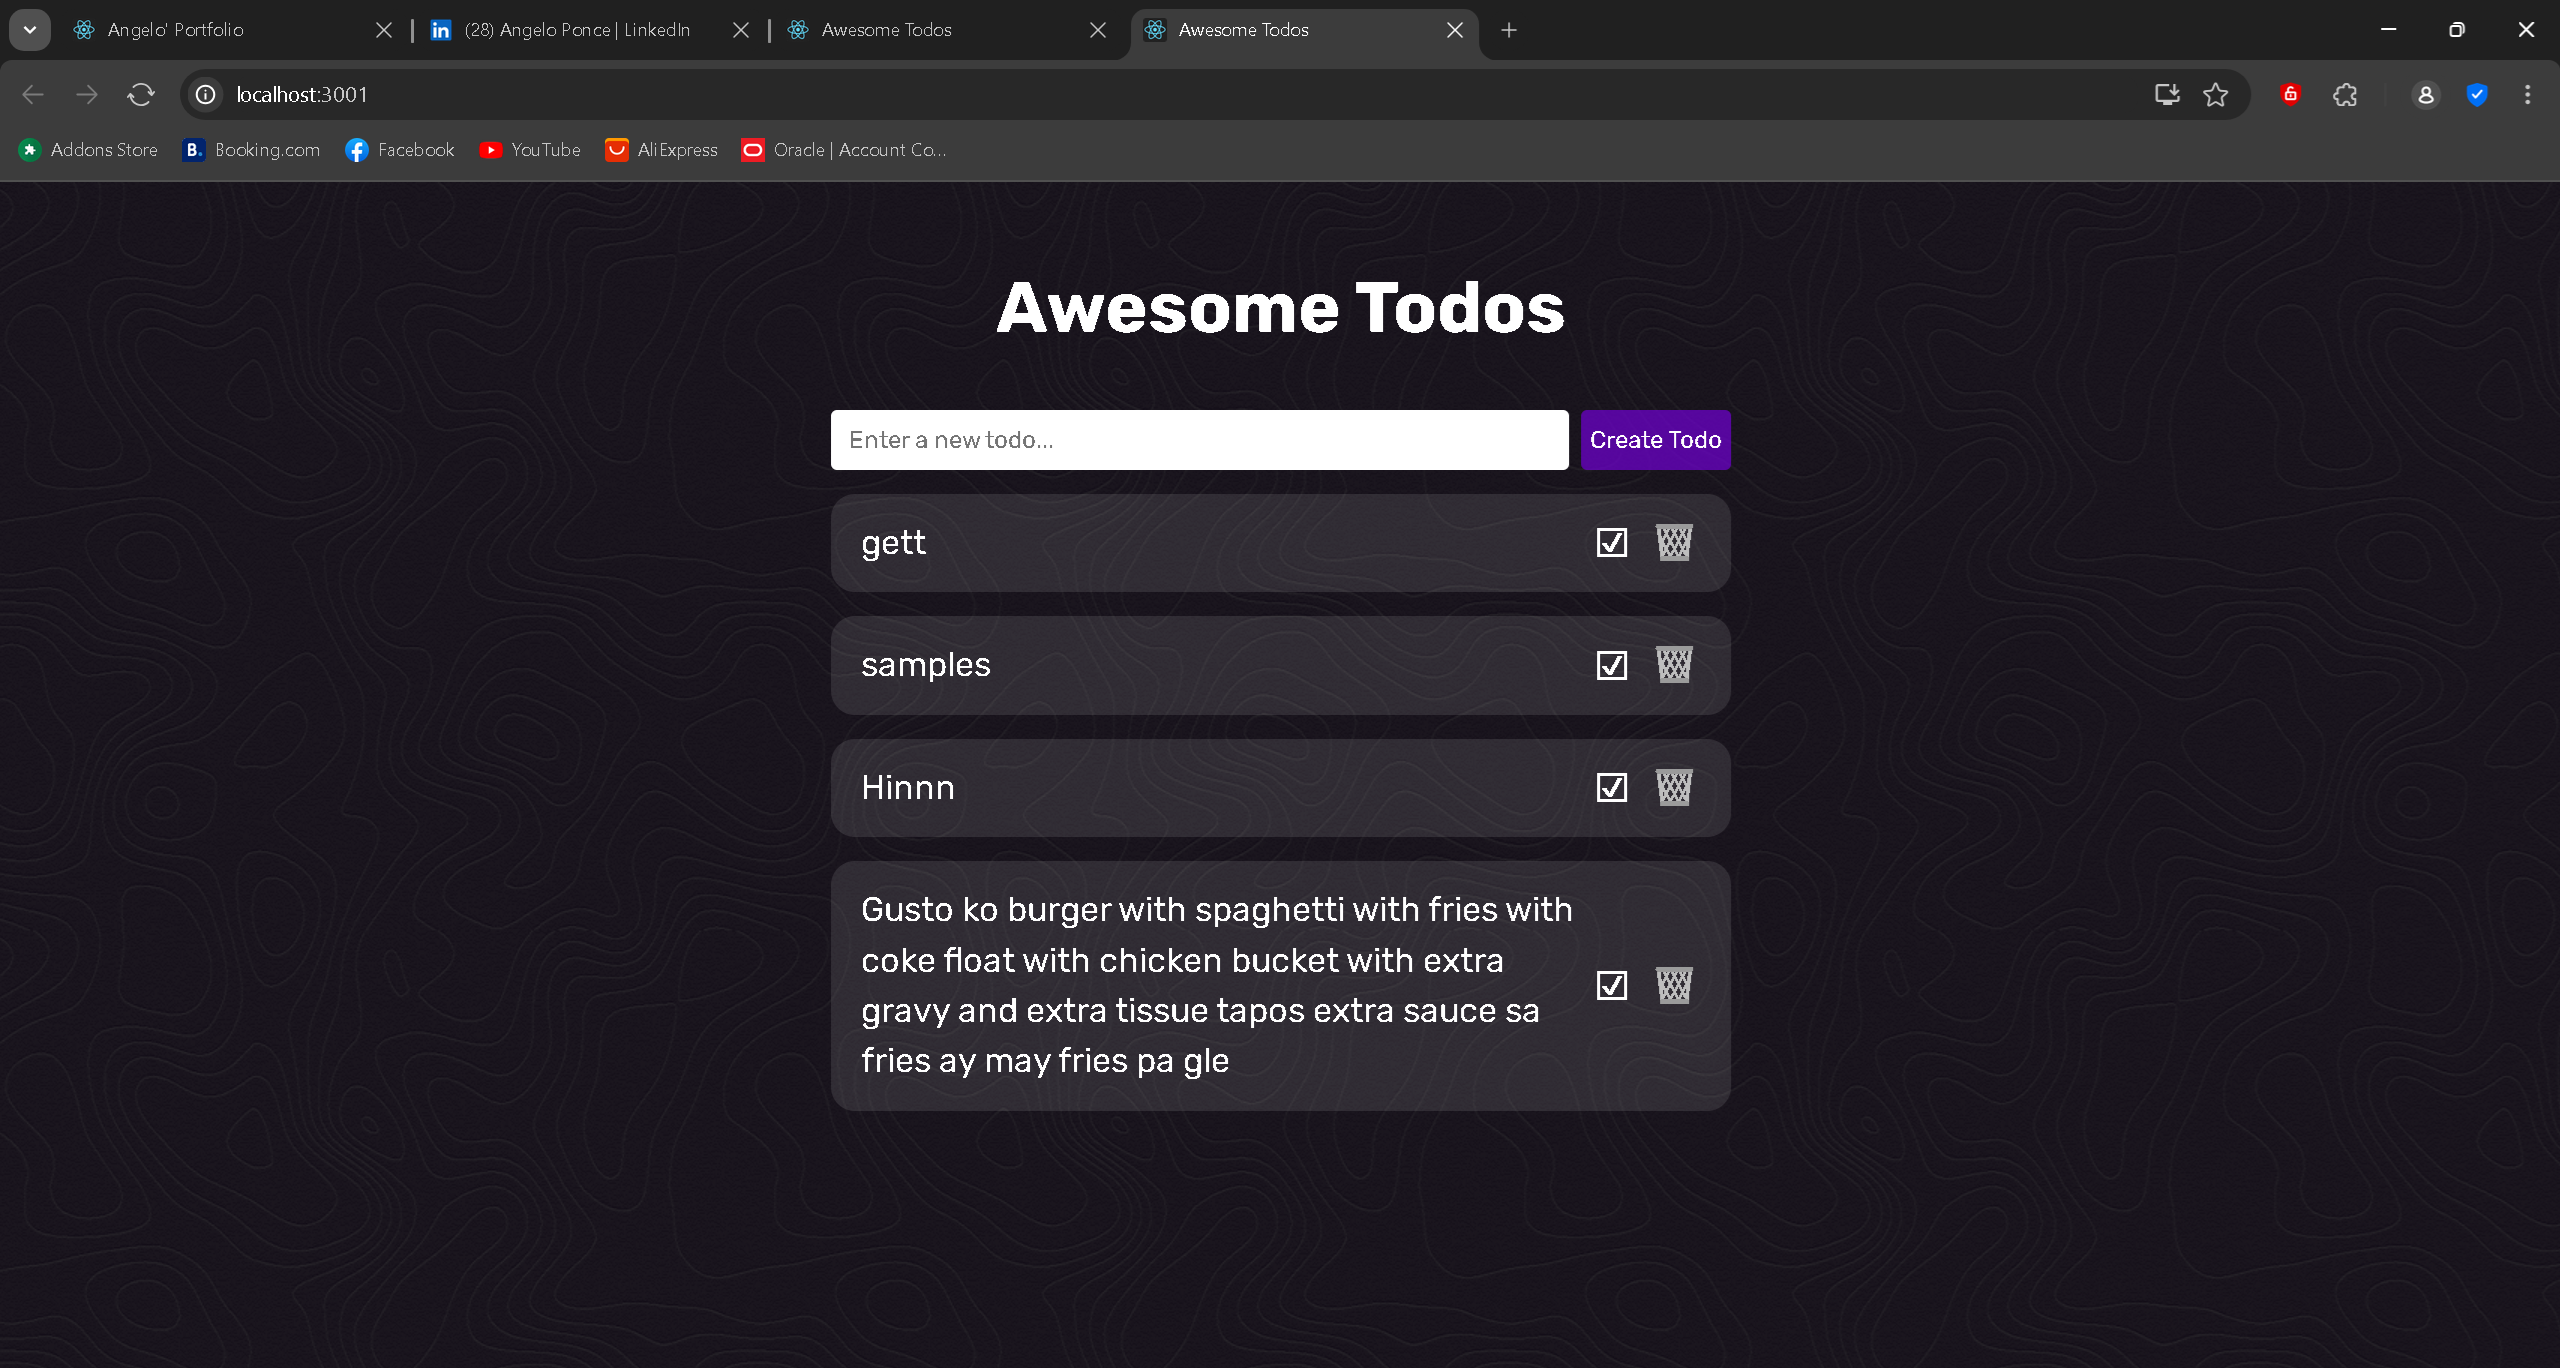 Angelo' Portfolio
(28) Angelo Ponce | LinkedIn
Awesome Todos
Awesome Todos
localhost:3001
Addons Store
Booking.com
Facebook
YouTube
AliExpress
Oracle | Account Co...
Awesome Todos
Enter a new todo...
Create Todo
gett
samples
Hinnn
Gusto ko burger with spaghetti with fries with
coke float with chicken bucket with extra
gravy and extra tissue tapos extra sauce sa
fries ay may fries pa gle